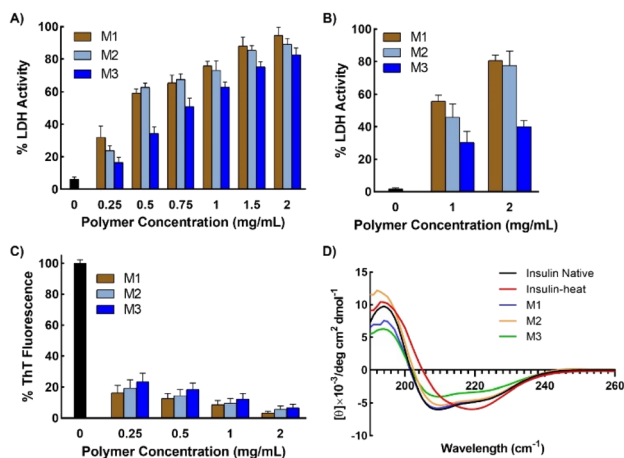 A)
% LDH Activity
100
80
60
40
20
0
M1
M2
M3
0 0.25 0.5 0.75 1 1.5 2
Polymer Concentration (mg/mL)
B)
% LDH Activity
100
80
60
40
20
0
M1
M2
M3
0 1 2
Polymer Concentration (mg/mL)
C)
% ThT Fluorescence
100
80
60
40
20
0
M1
M2
M3
0 0.25 0.5 1 2
Polymer Concentration (mg/mL)
D)
[θ]×10⁻³/deg cm² dmol⁻¹
15
10
5
0
-5
-10
Insulin Native
Insulin-heat
M1
M2
M3
200 220 240 260
Wavelength (cm⁻¹)